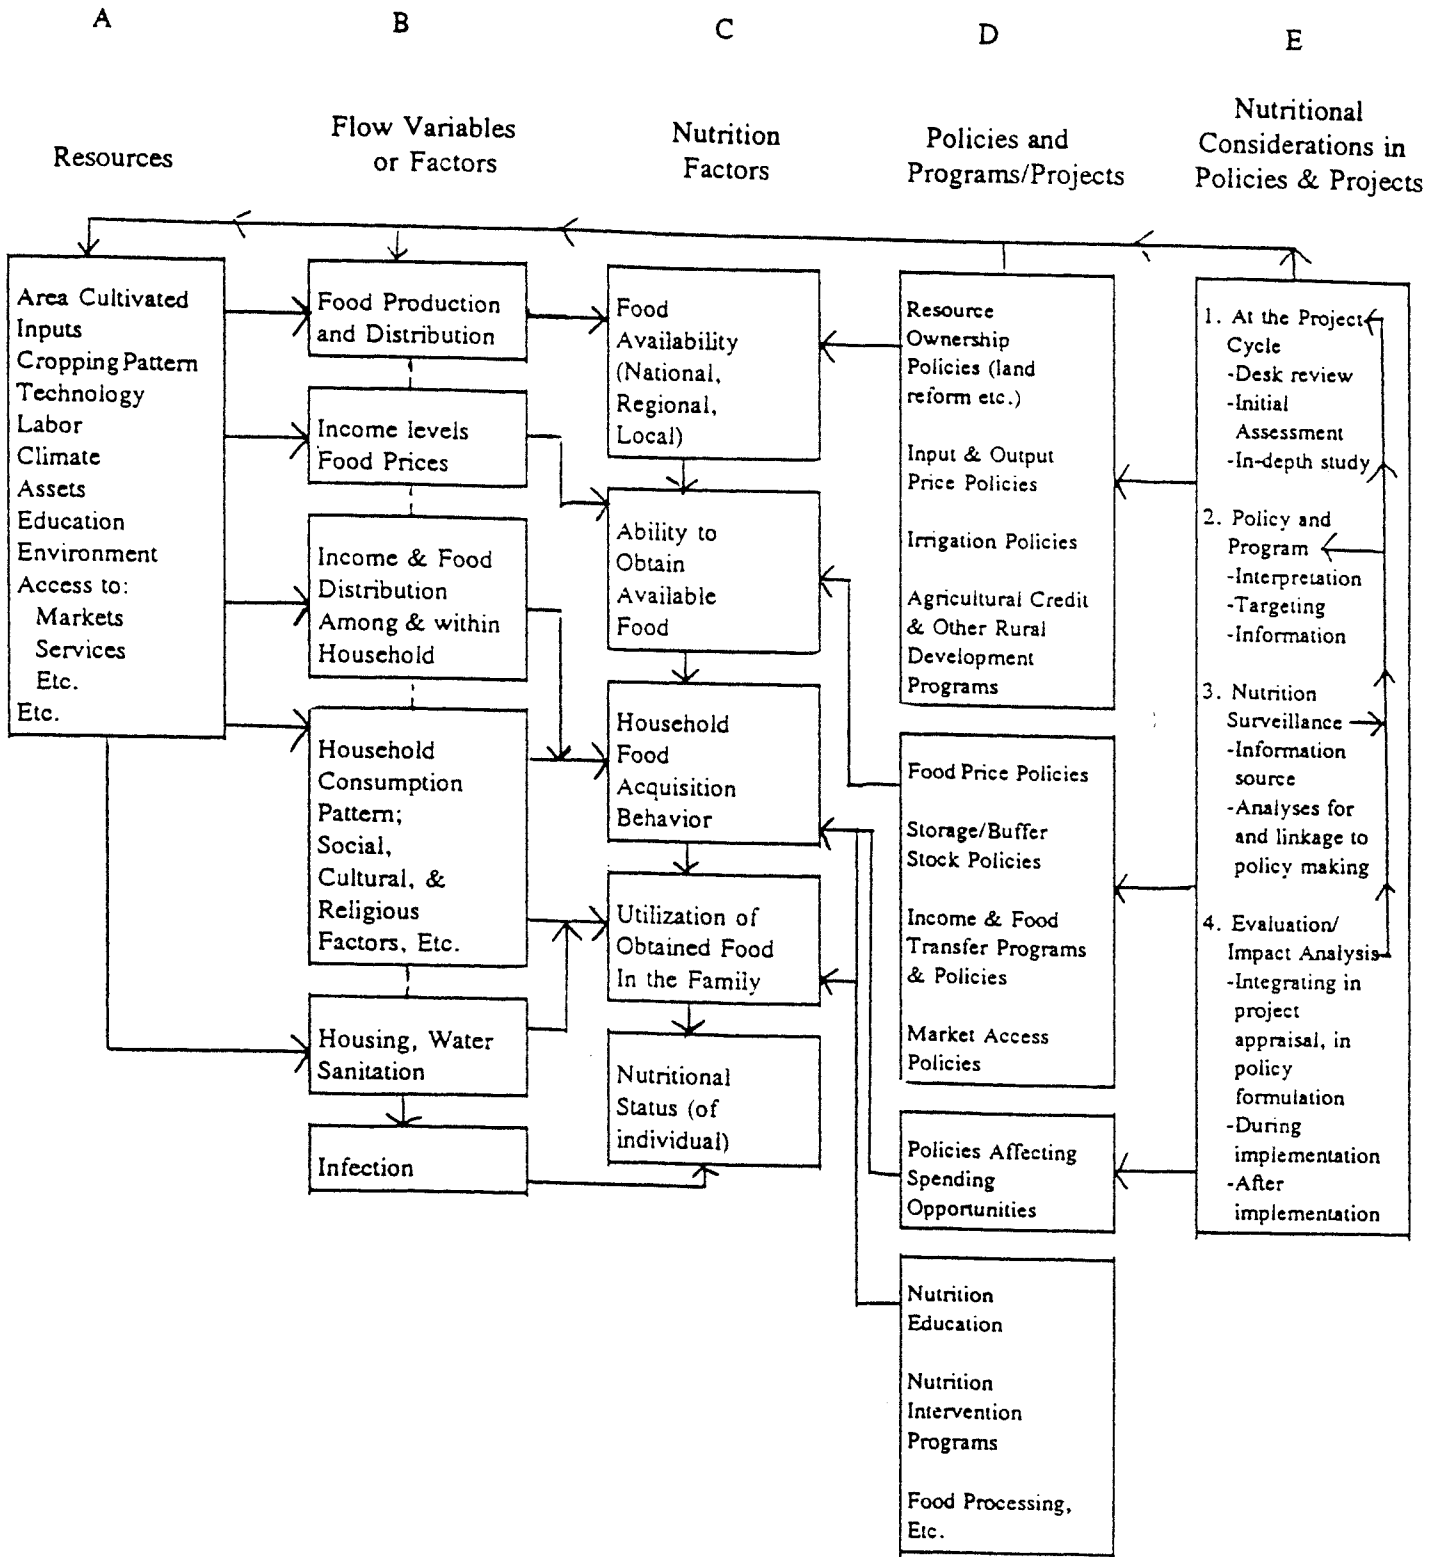 A
B
C
D
E
Resources
Flow Variables
or Factors
Nutrition
Factors
Policies and
Programs/Projects
Nutritional
Considerations in
Policies & Projects
Area Cultivated
Inputs
Cropping Pattern
Technology
Labor
Climate
Assets
Education
Environment
Access to:
Markets
Services
Etc.
Etc.
Food Production
and Distribution
Income levels
Food Prices
Income & Food
Distribution
Among & within
Household
Household
Consumption
Pattern;
Social,
Cultural, &
Religious
Factors, Etc.
Housing, Water
Sanitation
Infection
Food
Availability
(National,
Regional,
Local)
Ability to
Obtain
Available
Food
Household
Food
Acquisition
Behavior
Utilization of
Obtained Food
In the Family
Nutritional
Status (of
individual)
Resource
Ownership
Policies (land
reform etc.)
Input & Output
Price Policies
Irrigation Policies
Agricultural Credit
& Other Rural
Development
Programs
Food Price Policies
Storage/Buffer
Stock Policies
Income & Food
Transfer Programs
& Policies
Market Access
Policies
Policies Affecting
Spending
Opportunities
Nutrition
Education
Nutrition
Intervention
Programs
Food Processing,
Etc.
1. At the Project
Cycle
-Desk review
-Initial
Assessment
-In-depth study
2. Policy and
Program
-Interpretation
-Targeting
-Information
3. Nutrition
Surveillance
-Information
source
-Analyses for
and linkage to
policy making
4. Evaluation/
Impact Analysis
-Integrating in
project
appraisal, in
policy
formulation
-During
implementation
-After
implementation